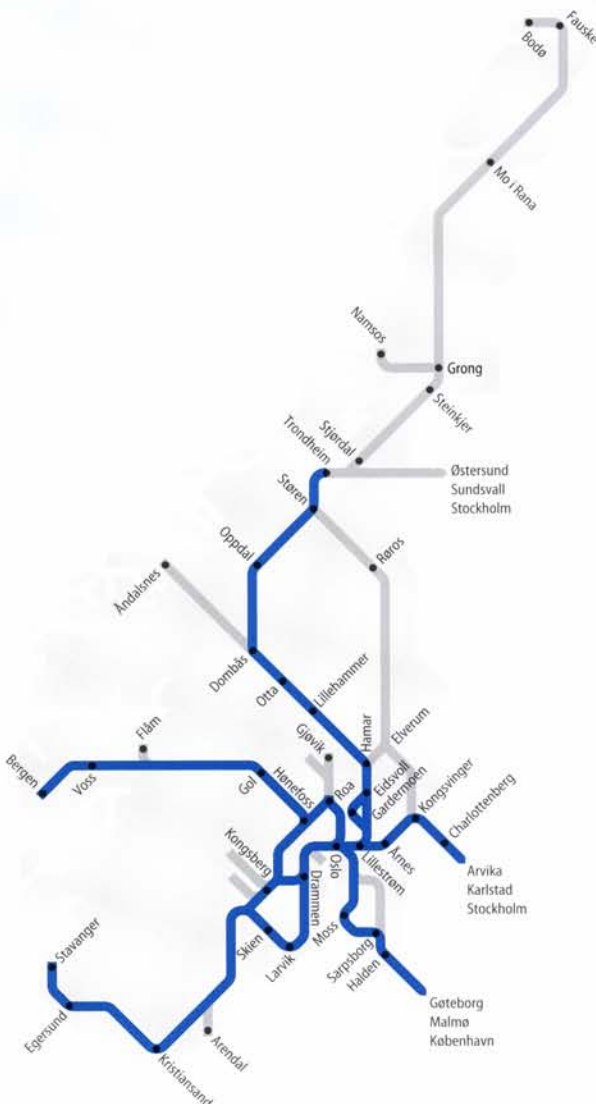 Fauske
Bodø
Mo i Rana
Namsos
Grong
Steinkjer
Stjørdal
Trondheim
Østersund
Sundsvall
Stockholm
Støren
Oppdal
Røros
Åndalsnes
Dombås
Otta
Lillehammer
Hamar
Elverum
Flåm
Gjøvik
Bergen
Voss
Gol
Hønefoss
Roa
Eidsvoll
Gardermoen
Kongsvinger
Charlottenberg
Kongsberg
Drammen
Oslo
Lillestrøm
Årnes
Arvika
Karlstad
Stockholm
Skien
Larvik
Moss
Sarpsborg
Halden
Stavanger
Egersund
Kristiansand
Arendal
Gøteborg
Malmø
København